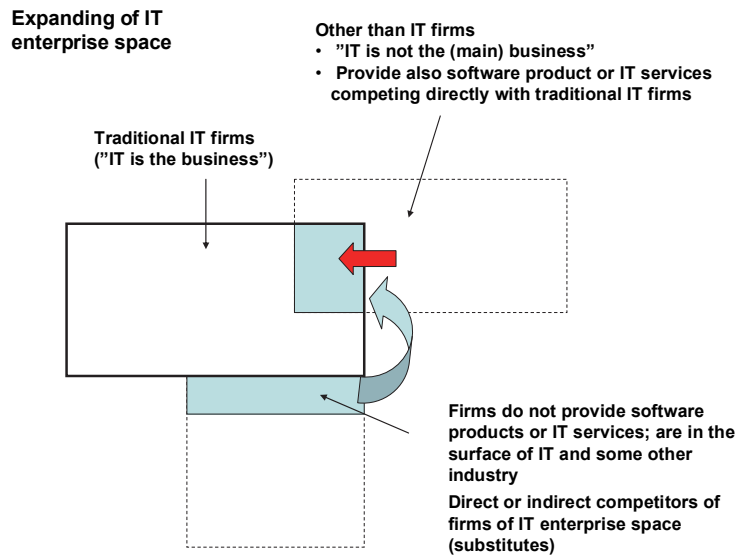 Expanding of IT
enterprise space
Other than IT firms
• ”IT is not the (main) business”
• Provide also software product or IT services
competing directly with traditional IT firms
Traditional IT firms
(”IT is the business”)
Firms do not provide software
products or IT services; are in the
surface of IT and some other
industry
Direct or indirect competitors of
firms of IT enterprise space
(substitutes)